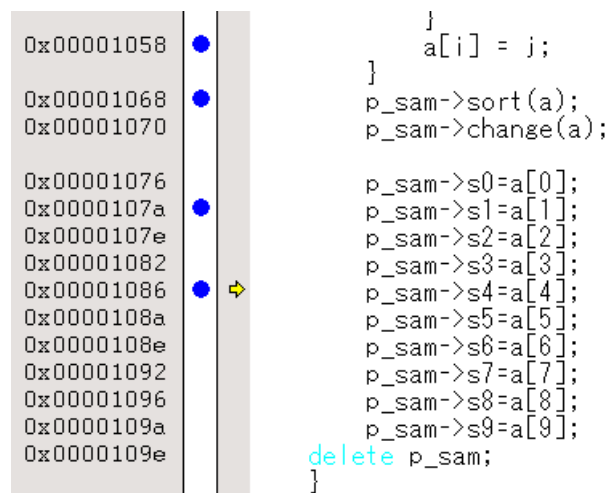 }
0x00001058 a[i] = j;
}
0x00001068 p_sam->sort(a);
0x00001070 p_sam->change(a);
0x00001076 p_sam->s0=a[0];
0x0000107a p_sam->s1=a[1];
0x0000107e p_sam->s2=a[2];
0x00001082 p_sam->s3=a[3];
0x00001086 p_sam->s4=a[4];
0x0000108a p_sam->s5=a[5];
0x0000108e p_sam->s6=a[6];
0x00001092 p_sam->s7=a[7];
0x00001096 p_sam->s8=a[8];
0x0000109a p_sam->s9=a[9];
0x0000109e delete p_sam;
}